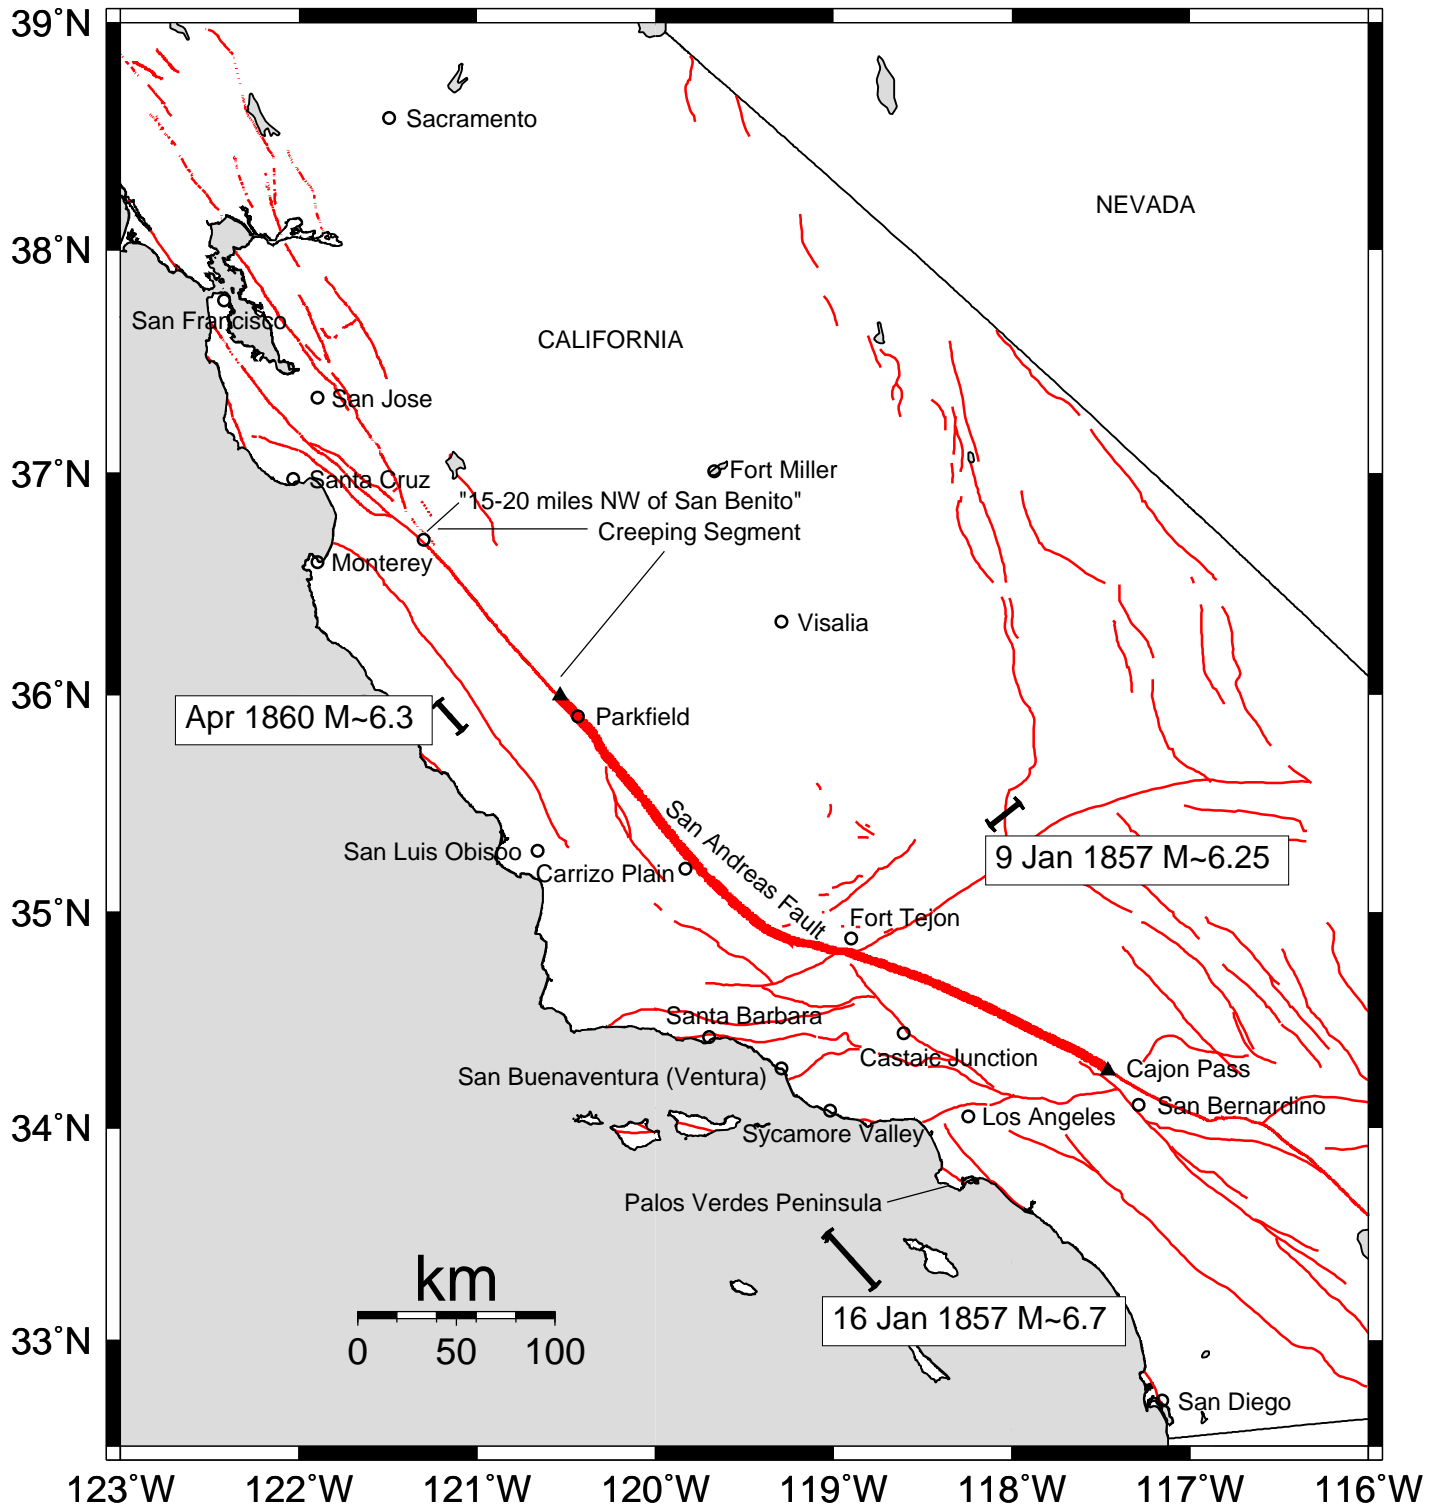 39°N
Sacramento
NEVADA
38°N
San Francisco
CALIFORNIA
San Jose
37°N
Fort Miller
Santa Cruz
"15-20 miles NW of San Benito"
Creeping Segment
Monterey
Visalia
36°N
Apr 1860 M~6.3
Parkfield
San Andreas Fault
9 Jan 1857 M~6.25
San Luis Obispo
Carrizo Plain
35°N
Fort Tejon
Santa Barbara
Castaic Junction
Cajon Pass
San Buenaventura (Ventura)
San Bernardino
34°N
Los Angeles
Sycamore Valley
Palos Verdes Peninsula
km
0 50 100
16 Jan 1857 M~6.7
33°N
San Diego
123°W 122°W 121°W 120°W 119°W 118°W 117°W 116°W